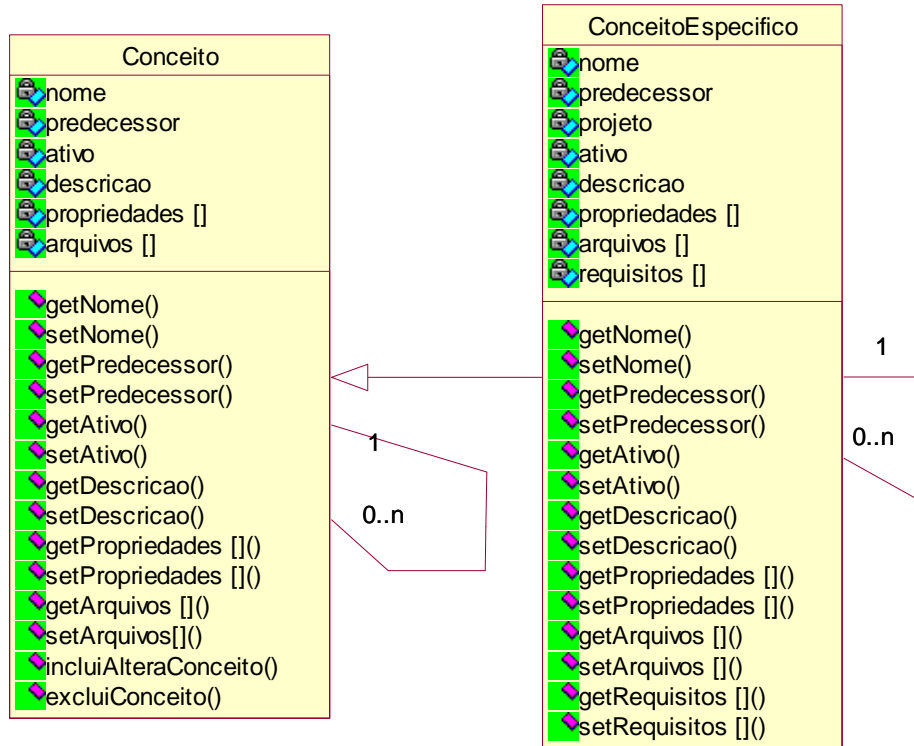 Conceito
nome
predecessor
ativo
descricao
propriedades []
arquivos []
getNome()
setNome()
getPredecessor()
setPredecessor()
getAtivo()
setAtivo()
getDescricao()
setDescricao()
getPropriedades []()
setPropriedades []()
getArquivos []()
setArquivos[]()
incluiAlteraConceito()
excluiConceito()
1
0..n
ConceitoEspecifico
nome
predecessor
projeto
ativo
descricao
propriedades []
arquivos []
requisitos []
getNome()
setNome()
getPredecessor()
setPredecessor()
getAtivo()
setAtivo()
getDescricao()
setDescricao()
getPropriedades []()
setPropriedades []()
getArquivos []()
setArquivos []()
getRequisitos []()
setRequisitos []()
1
0..n